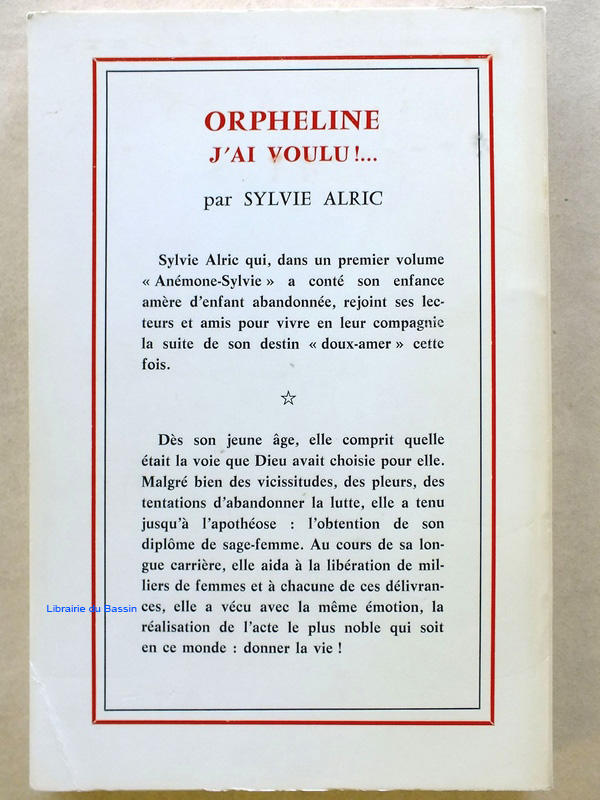 ORPHELINE
J'AI VOULU !...
par SYLVIE ALRIC
Sylvie Alric qui, dans un premier volume
« Anémone-Sylvie » a conté son enfance
amère d'enfant abandonnée, rejoint ses lec-
teurs et amis pour vivre en leur compagnie
la suite de son destin « doux-amer » cette
fois.
☆
Dès son jeune âge, elle comprit quelle
était la voie que Dieu avait choisie pour elle.
Malgré bien des vicissitudes, des pleurs, des
tentations d'abandonner la lutte, elle a tenu
jusqu'à l'apothéose : l'obtention de son
diplôme de sage-femme. Au cours de sa lon-
gue carrière, elle aida à la libération de mil-
liers de femmes et à chacune de ces délivran-
ces, elle a vécu avec la même émotion, la
réalisation de l'acte le plus noble qui soit
en ce monde : donner la vie !
Librairie du Bassin